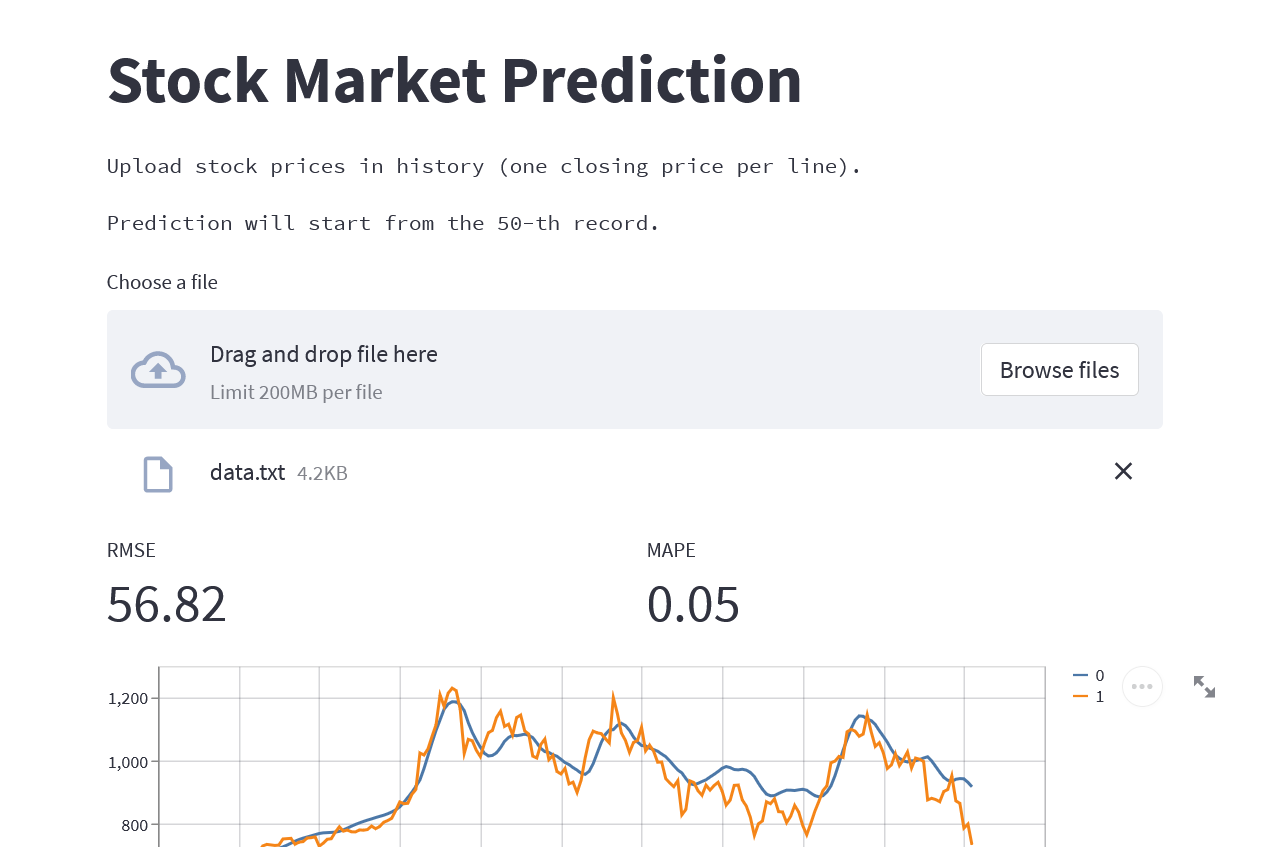 Stock Market Prediction
Upload stock prices in history (one closing price per line).
Prediction will start from the 50-th record.
Choose a file
Drag and drop file here
Limit 200MB per file
Browse files
data.txt 4.2KB
RMSE
56.82
MAPE
0.05
1,200
1,000
800
0
1